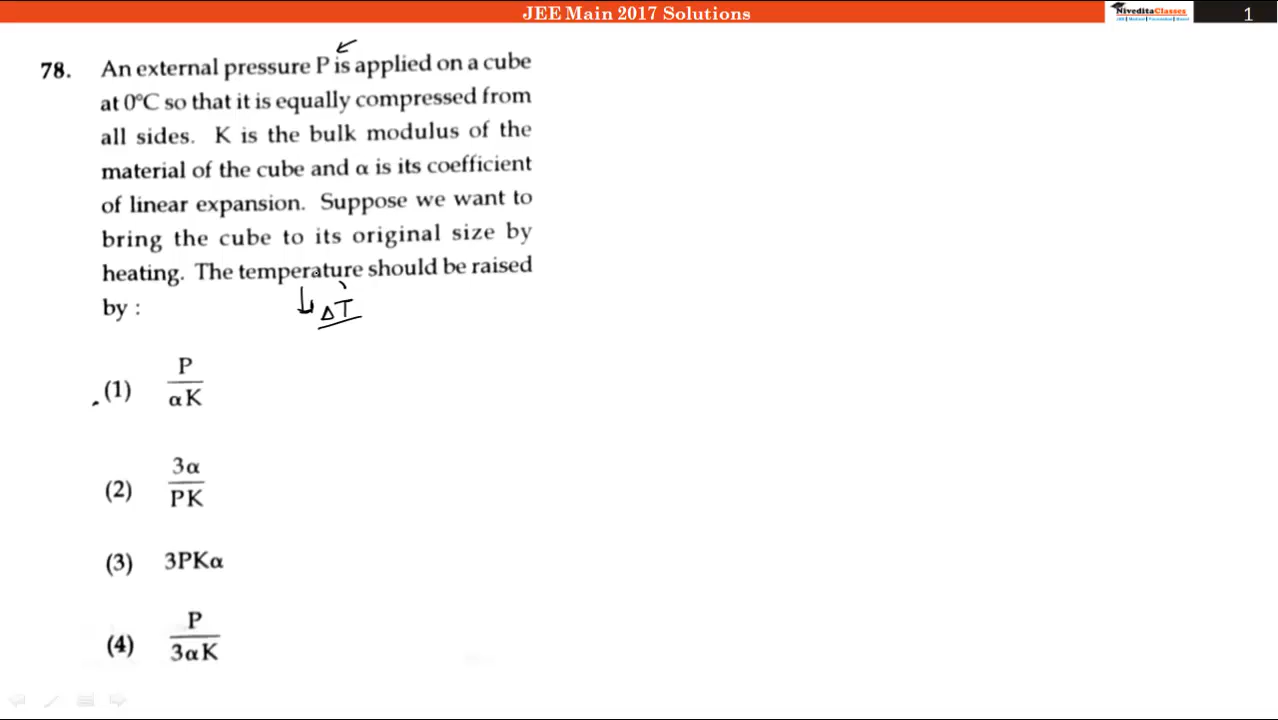 JEE Main 2017 Solutions
NiveditaClasses
1
78. An external pressure P is applied on a cube
at 0°C so that it is equally compressed from
all sides. K is the bulk modulus of the
material of the cube and α is its coefficient
of linear expansion. Suppose we want to
bring the cube to its original size by
heating. The temperature should be raised
by :
ΔT
(1) P
αK
(2) 3α
PK
(3) 3PKα
(4) P
3αK